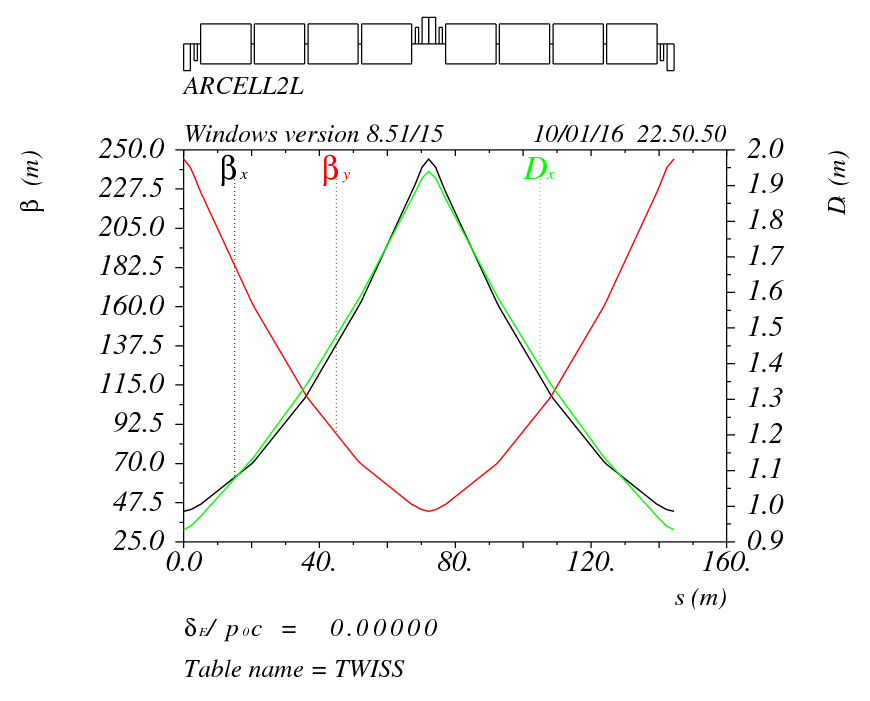 ARCELL2L
Windows version 8.51/15 10/01/16 22.50.50
β (m)
D (m)
βx βy Dx
250.0
227.5
205.0
182.5
160.0
137.5
115.0
92.5
70.0
47.5
25.0
2.0
1.9
1.8
1.7
1.6
1.5
1.4
1.3
1.2
1.1
1.0
0.9
0.0 40. 80. 120. 160.
s (m)
δE/ p0c = 0.00000
Table name = TWISS